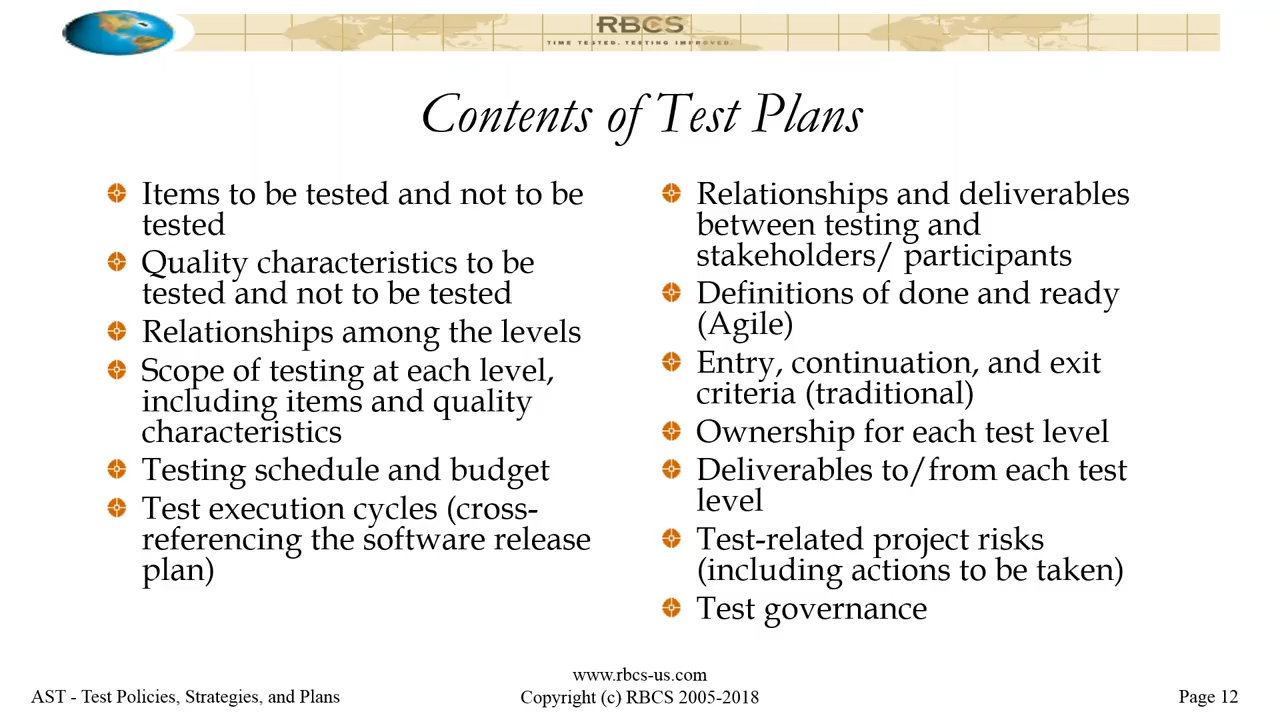 RBCS
TIME TESTED. TESTING IMPROVED.
Contents of Test Plans
Items to be tested and not to be
tested
Quality characteristics to be
tested and not to be tested
Relationships among the levels
Scope of testing at each level,
including items and quality
characteristics
Testing schedule and budget
Test execution cycles (cross-
referencing the software release
plan)
Relationships and deliverables
between testing and
stakeholders/ participants
Definitions of done and ready
(Agile)
Entry, continuation, and exit
criteria (traditional)
Ownership for each test level
Deliverables to/from each test
level
Test-related project risks
(including actions to be taken)
Test governance
AST - Test Policies, Strategies, and Plans
www.rbcs-us.com
Copyright (c) RBCS 2005-2018
Page 12